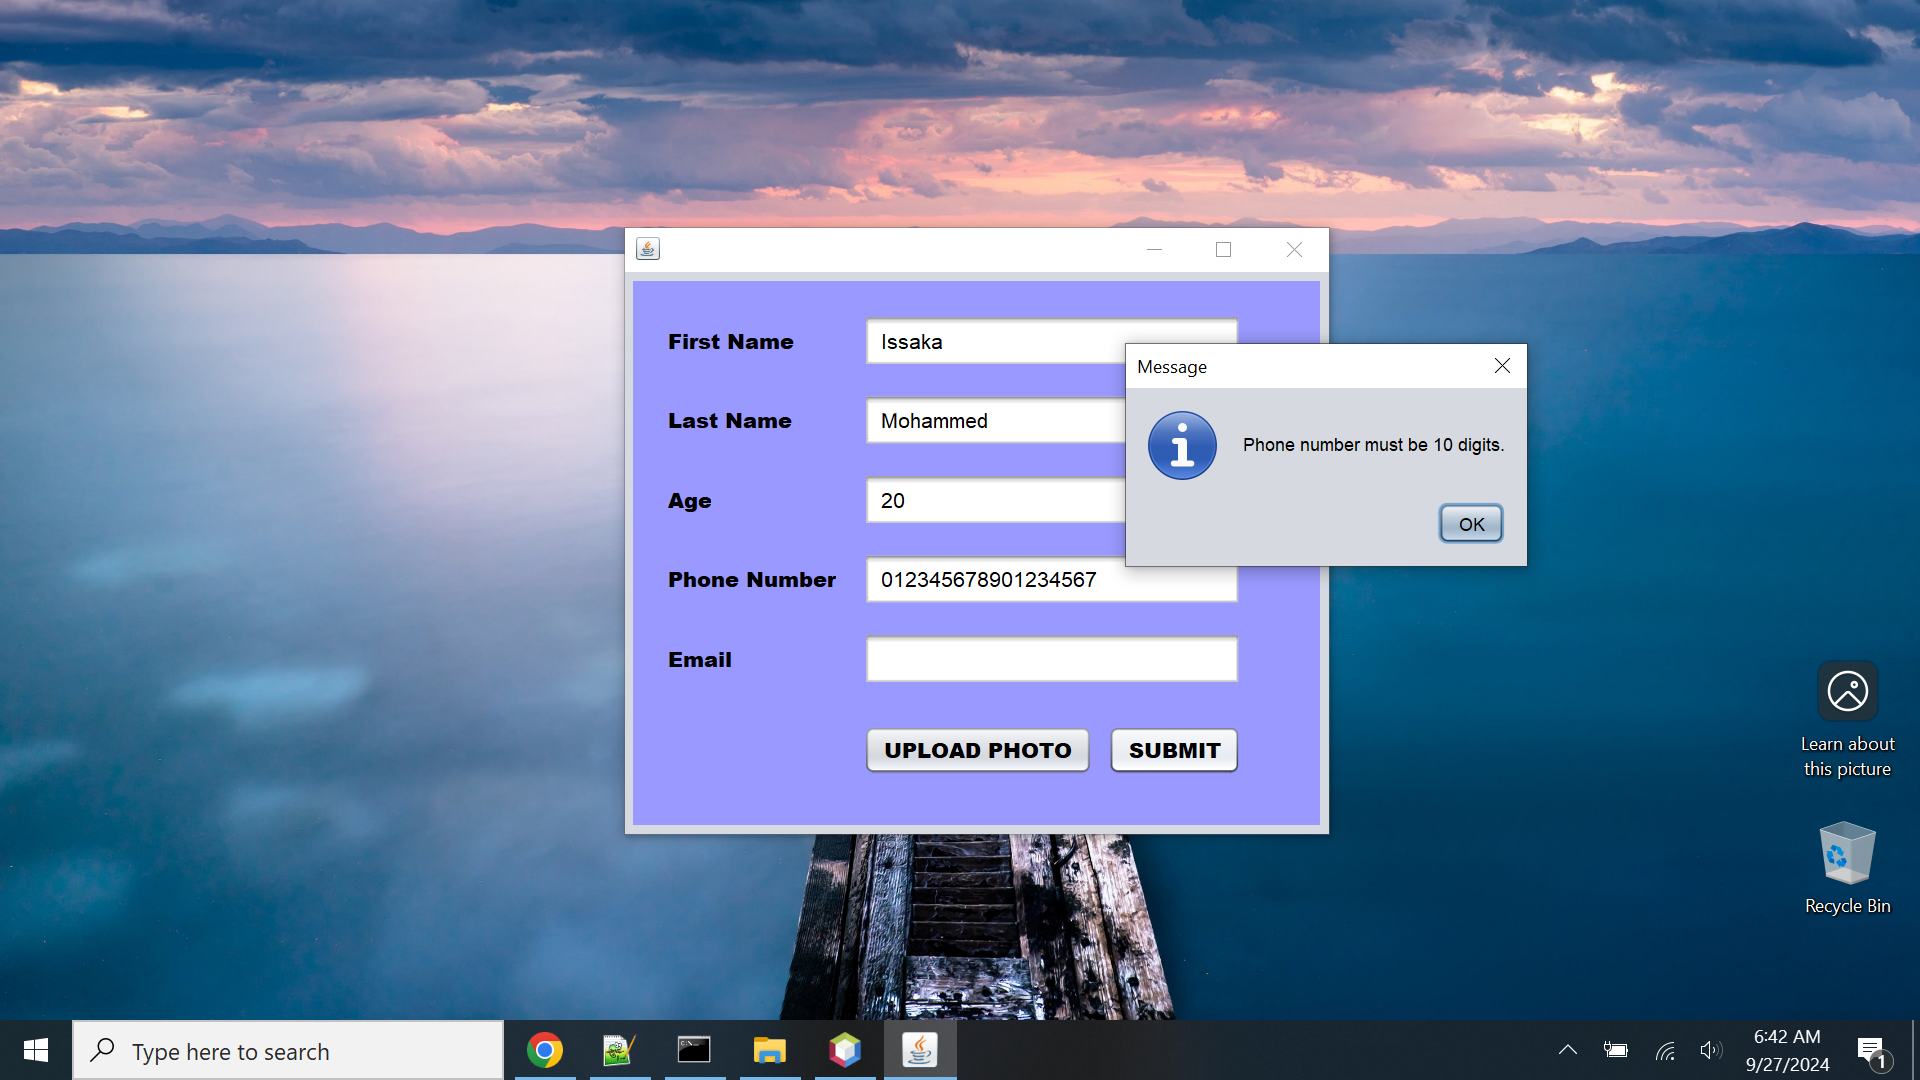 First Name
Issaka
Last Name
Mohammed
Age
20
Phone Number
012345678901234567
Email
UPLOAD PHOTO
SUBMIT
Message
Phone number must be 10 digits.
OK
Learn about
this picture
Recycle Bin
Type here to search
6:42 AM
9/27/2024
1